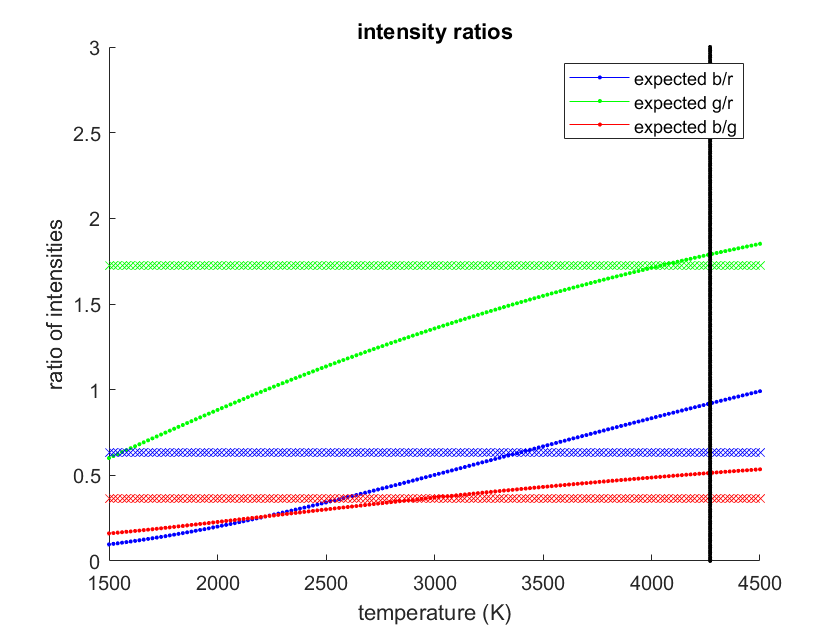 intensity ratios
3
2.5
2
1.5
1
0.5
0
ratio of intensities
expected b/r
expected g/r
expected b/g
1500 2000 2500 3000 3500 4000 4500
temperature (K)